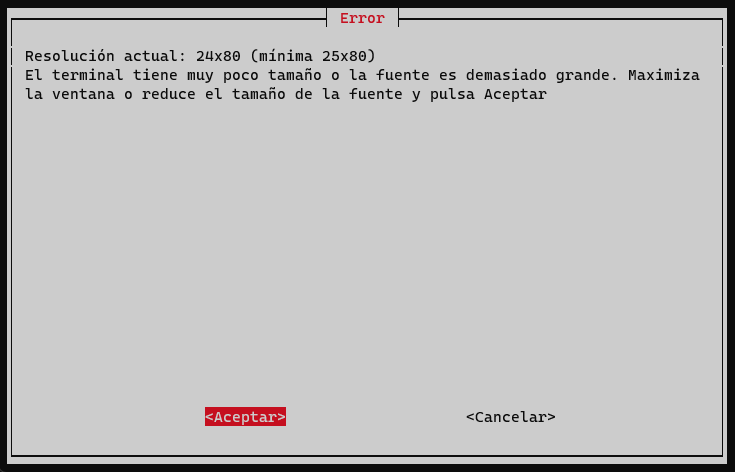 Error
Resolución actual: 24x80 (mínima 25x80)
El terminal tiene muy poco tamaño o la fuente es demasiado grande. Maximiza
la ventana o reduce el tamaño de la fuente y pulsa Aceptar
<Aceptar> <Cancelar>